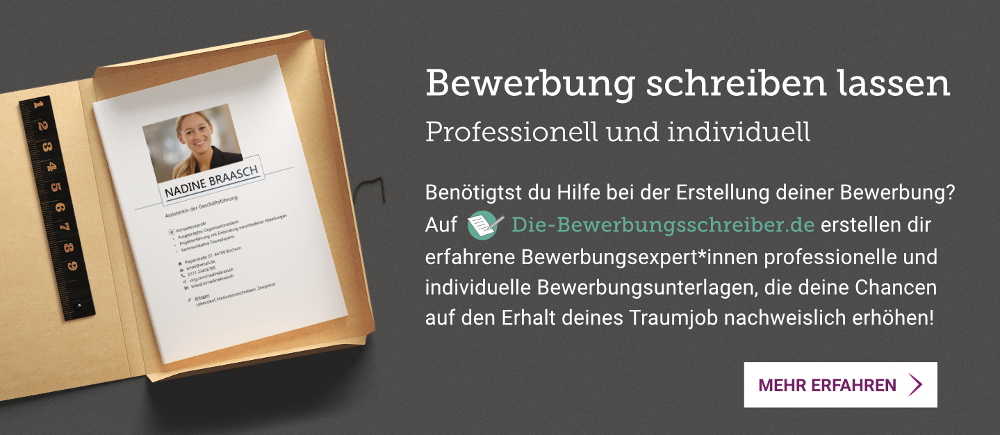 1
2
3
4
5
6
7
8
9
NADINE BRAASCH
Assistentin der Geschäftsführung
Kompetenzprofil
• Ausgeprägtes Organisationstalent
• Projekterfahrung mit Einbindung verschiedener Abteilungen
• Kommunikative Teamplayerin
Pieperstraße 37, 44789 Bochum
email@email.de
0171 23456789
xing.com/nadinebraasch
linked.in/nadinebraasch
Anlagen
Lebenslauf, Motivationsschreiben, Zeugnisse
Bewerbung schreiben lassen
Professionell und individuell
Benötigtst du Hilfe bei der Erstellung deiner Bewerbung?
Auf Die-Bewerbungsschreiber.de erstellen dir
erfahrene Bewerbungsexpert*innen professionelle und
individuelle Bewerbungsunterlagen, die deine Chancen
auf den Erhalt deines Traumjob nachweislich erhöhen!
MEHR ERFAHREN